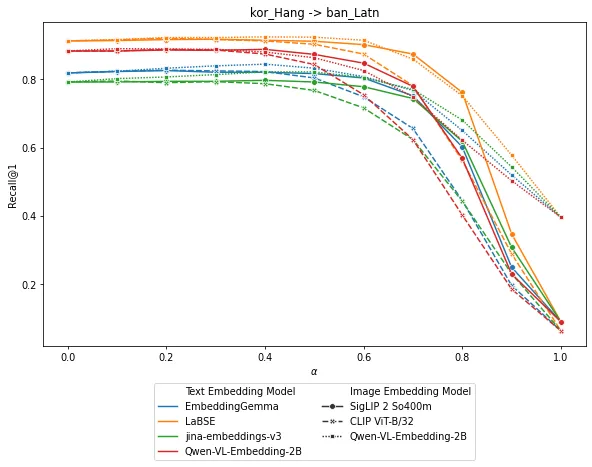 kor_Hang -> ban_Latn
Recall@1
0.8
0.6
0.4
0.2
0.0 0.2 0.4 0.6 0.8 1.0
α
Text Embedding Model Image Embedding Model
EmbeddingGemma SigLIP 2 So400m
LaBSE CLIP ViT-B/32
jina-embeddings-v3 Qwen-VL-Embedding-2B
Qwen-VL-Embedding-2B